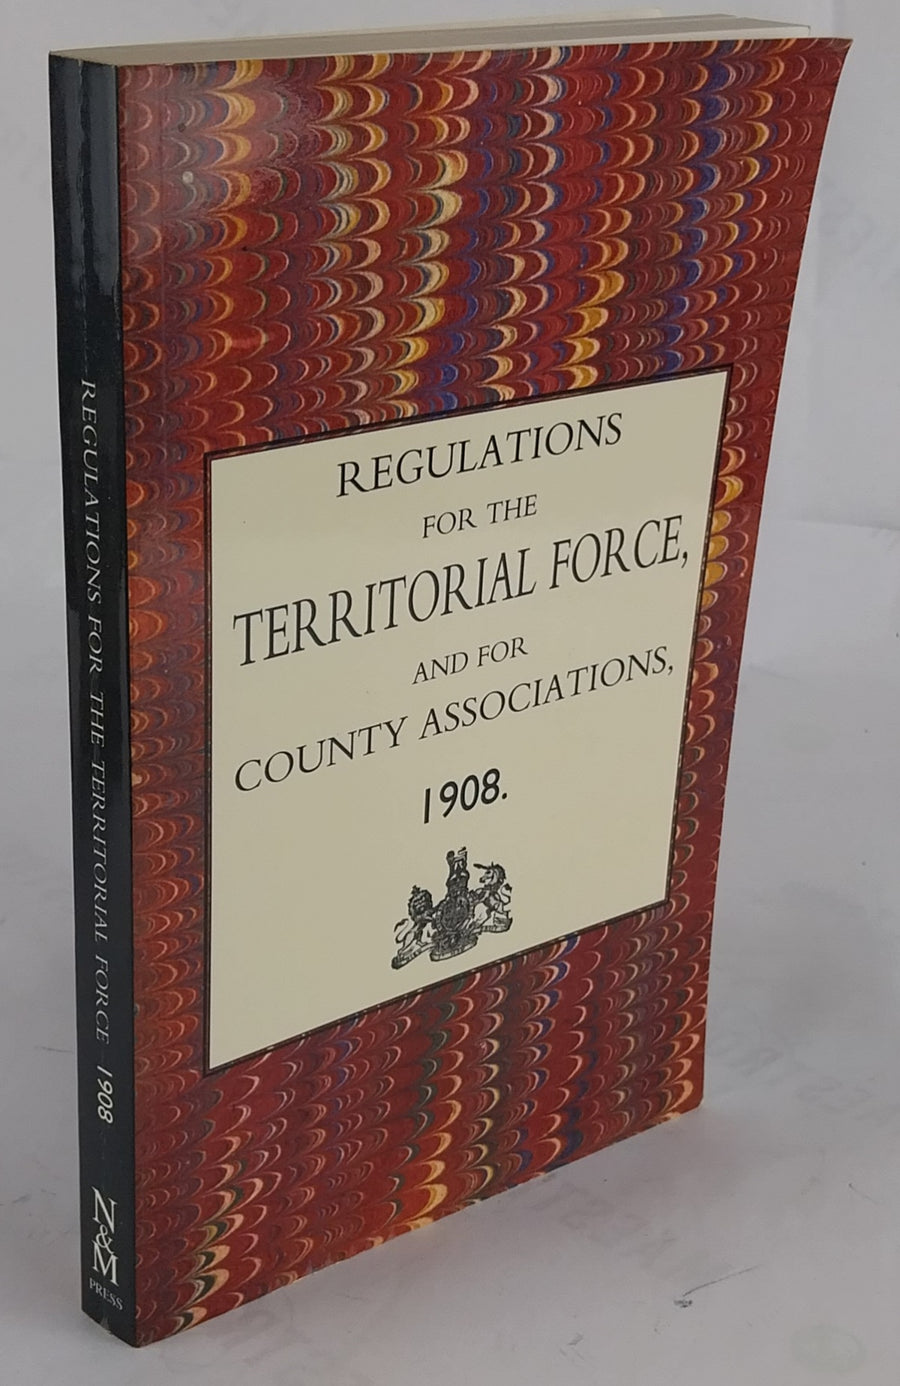 REGULATIONS
FOR THE
TERRITORIAL FORCE,
AND FOR
COUNTY ASSOCIATIONS,
1908.
REGULATIONS FOR THE TERRITORIAL FORCE 1908
N&M
PRESS